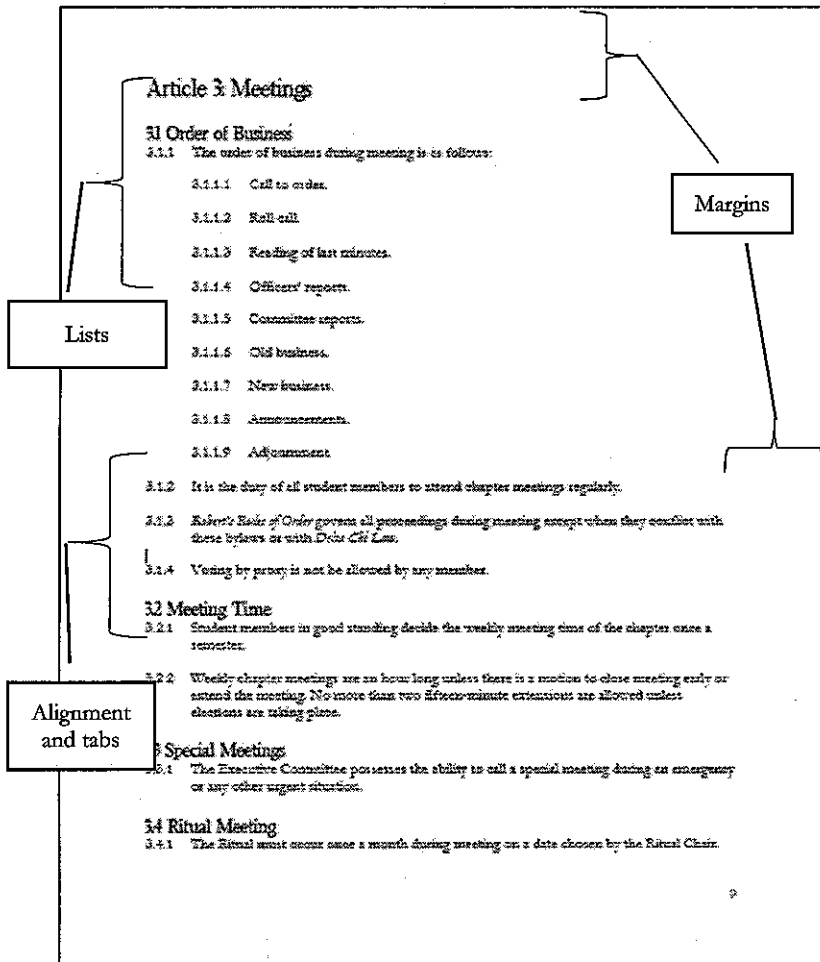 Article 3: Meetings
3.1 Order of Business
3.1.1 The order of business during meeting is as follows:
3.1.1.1 Call to order.
3.1.1.2 Roll call.
Margins
3.1.1.3 Reading of last minutes.
3.1.1.4 Officers' reports.
Lists
3.1.1.5 Committee reports.
3.1.1.6 Old business.
3.1.1.7 New business.
3.1.1.8 Announcements.
3.1.1.9 Adjournment
3.1.2 It is the duty of all student members to attend chapter meetings regularly.
3.1.3 Robert's Rules of Order govern all proceedings during meeting except when they conflict with
these bylaws or with Delta Chi Law.
3.1.4 Voting by proxy is not be allowed by any member.
3.2 Meeting Time
3.2.1 Student members in good standing decide the weekly meeting time of the chapter once a
semester.
3.2.2 Weekly chapter meetings are an hour long unless there is a motion to close meeting early or
extend the meeting. No more than two fifteen-minute extensions are allowed unless
elections are taking place.
Alignment
and tabs
3 Special Meetings
3.3.1 The Executive Committee possesses the ability to call a special meeting during an emergency
or any other urgent situation.
3.4 Ritual Meeting
3.4.1 The Ritual must occur once a month during meeting on a date chosen by the Ritual Chair.
9